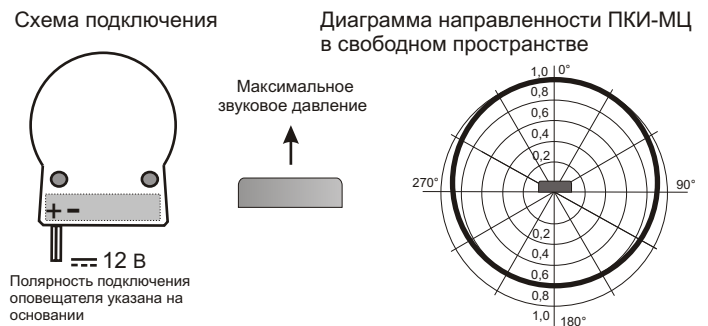 Схема подключения
+ -
12 В
Полярность подключения
оповещателя указана на
основании
Максимальное
звуковое давление
Диаграмма направленности ПКИ-МЦ
в свободном пространстве
1,0 0°
0,8
0,6
0,4
0,2
270° 90°
0,2
0,4
0,6
0,8
1,0 180°